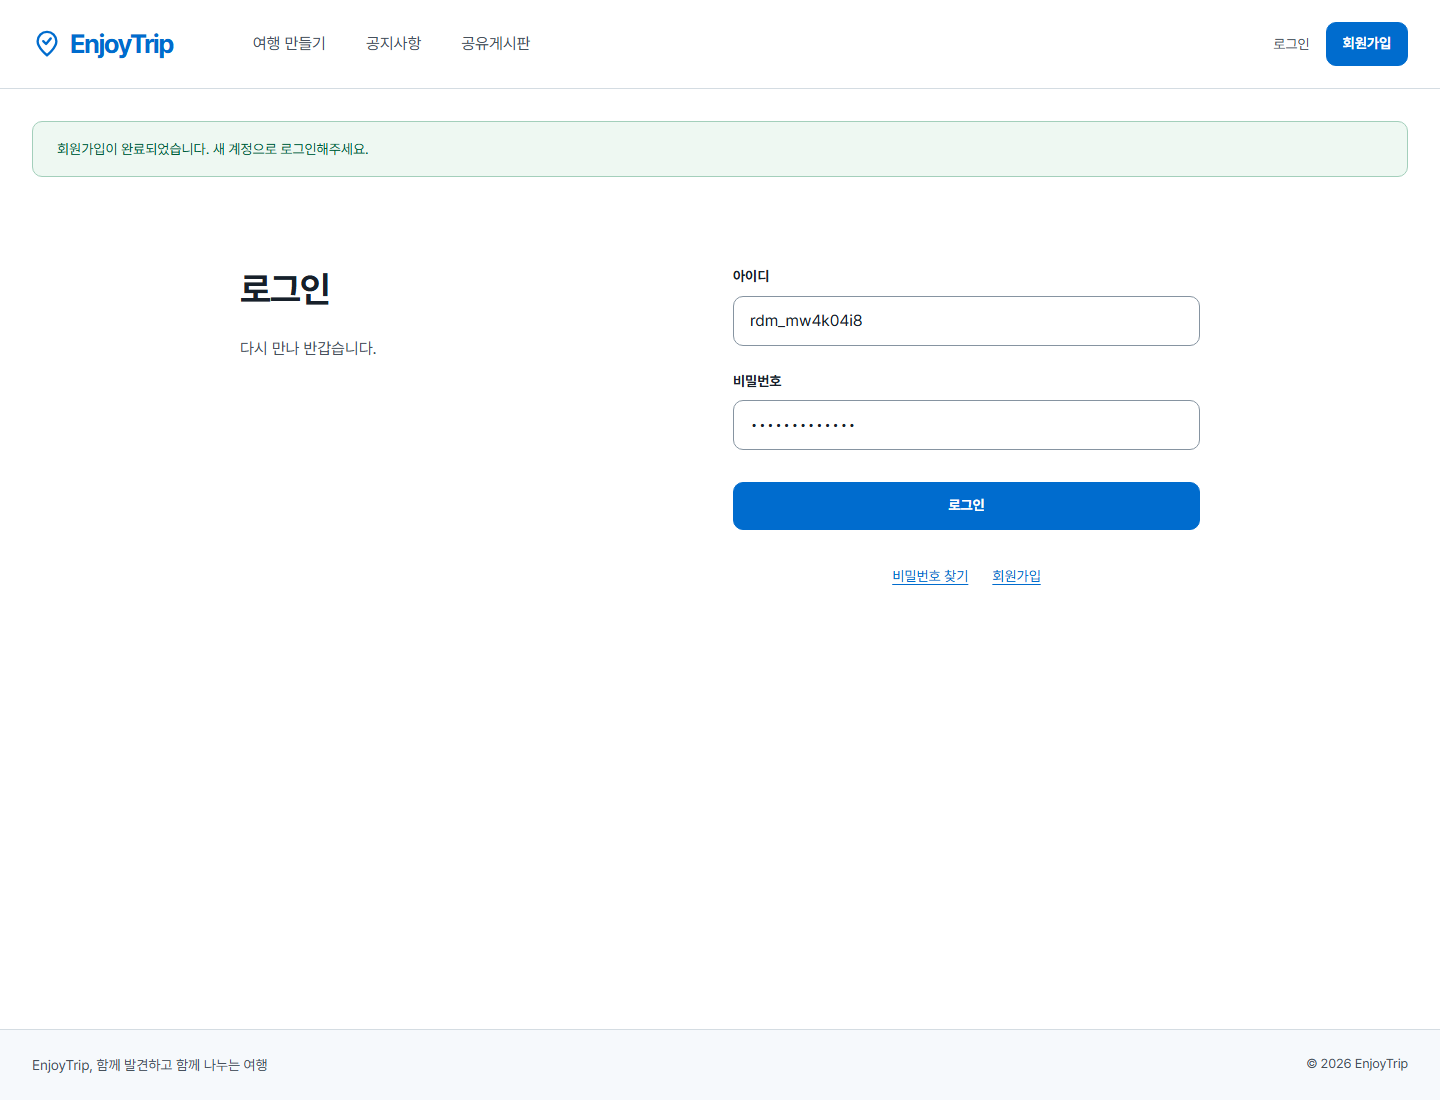 EnjoyTrip
여행 만들기
공지사항
공유게시판
로그인
회원가입
회원가입이 완료되었습니다. 새 계정으로 로그인해주세요.
로그인
다시 만나 반갑습니다.
아이디
rdm_mw4k04i8
비밀번호
•••••••••••••
로그인
비밀번호 찾기
회원가입
EnjoyTrip, 함께 발견하고 함께 나누는 여행
© 2026 EnjoyTrip